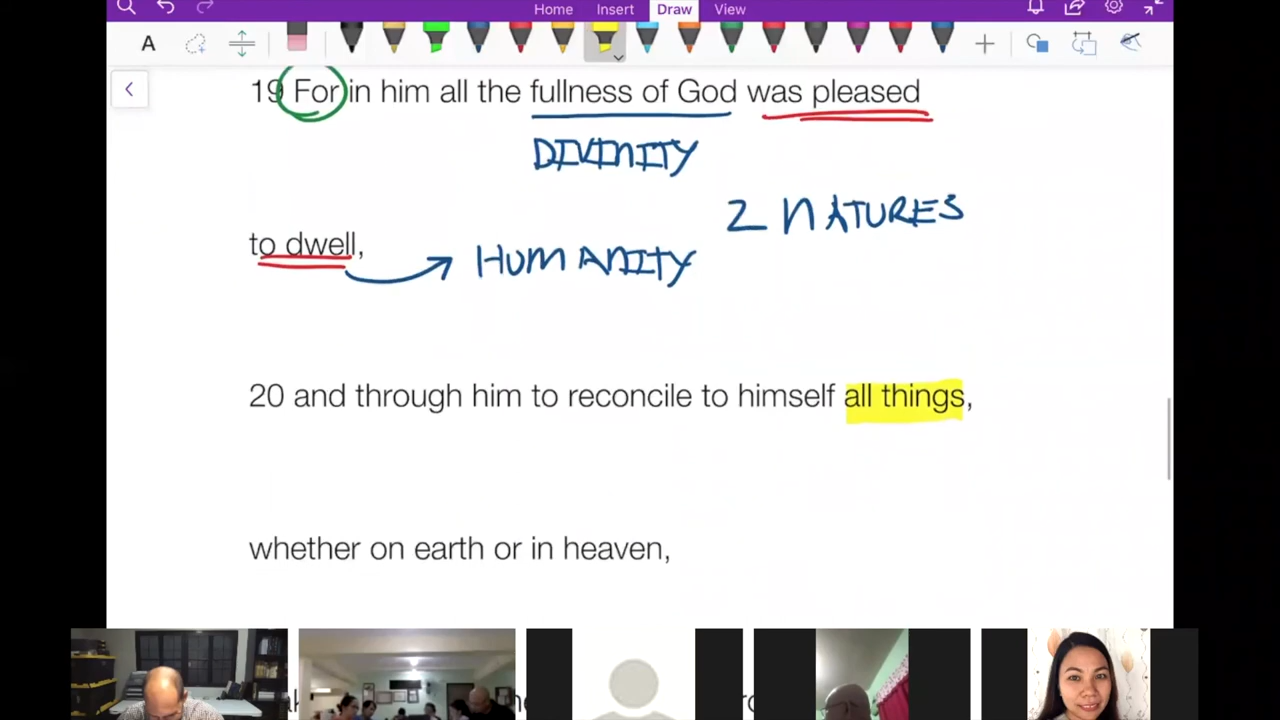 Home Insert Draw View
A
19 For in him all the fullness of God was pleased
DIVINITY
2 NATURES
to dwell,
HUMANITY
20 and through him to reconcile to himself all things,
whether on earth or in heaven,